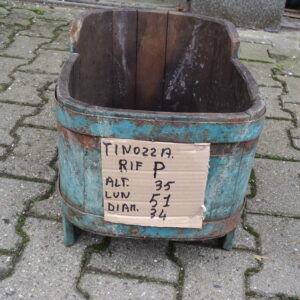 TINOZZA.
RIF P
ALT. 35
LUN 51
DIAM. 34